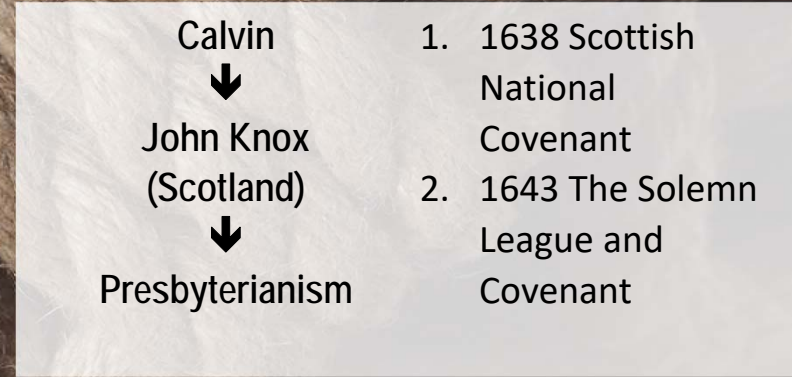 Calvin
🡫
John Knox
(Scotland)
🡫
Presbyterianism
1. 1638 Scottish
National
Covenant
2. 1643 The Solemn
League and
Covenant